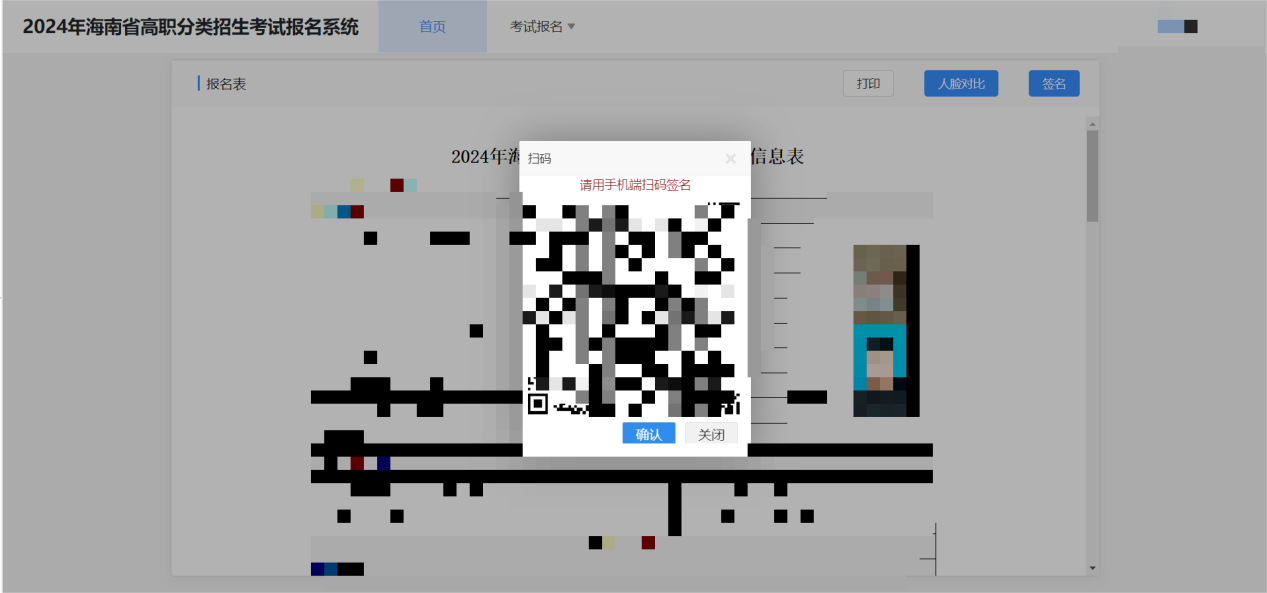 2024年海南省高职分类招生考试报名系统
首页
考试报名
报名表
打印
人脸对比
签名
2024年海
信息表
扫码
请用手机端扫码签名
确认
关闭